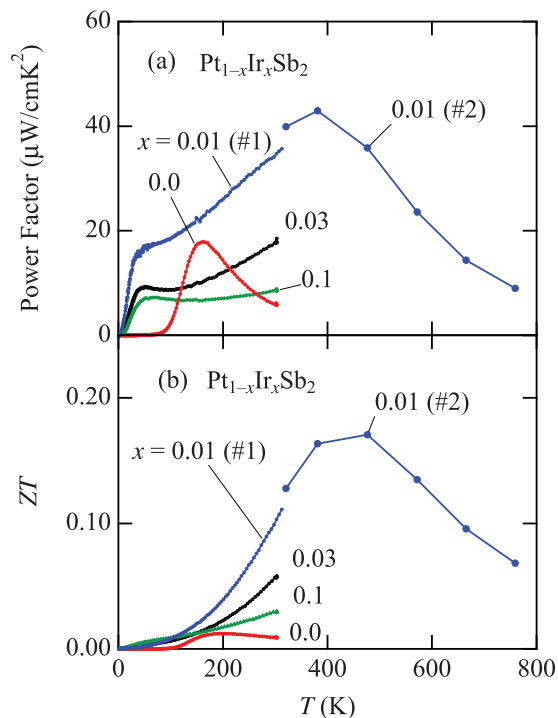 60
(a) Pt1−xIrxSb2
0.01 (#2)
40
x = 0.01 (#1)
0.0
Power Factor (µW/cmK2)
20
0.03
0.1
0
(b) Pt1−xIrxSb2
0.20
0.01 (#2)
x = 0.01 (#1)
ZT
0.10
0.03
0.1
0.0
0.00
0 200 400 600 800
T (K)